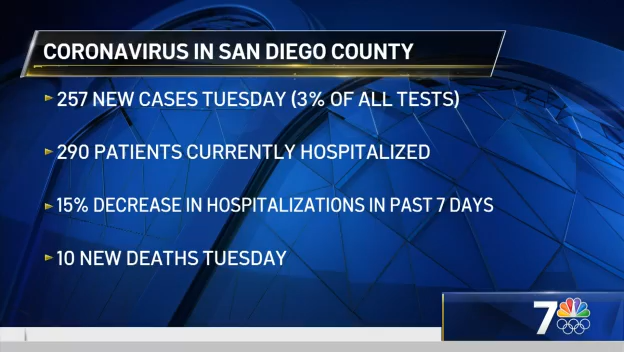 CORONAVIRUS IN SAN DIEGO COUNTY
257 NEW CASES TUESDAY (3% OF ALL TESTS)
290 PATIENTS CURRENTLY HOSPITALIZED
15% DECREASE IN HOSPITALIZATIONS IN PAST 7 DAYS
10 NEW DEATHS TUESDAY
7